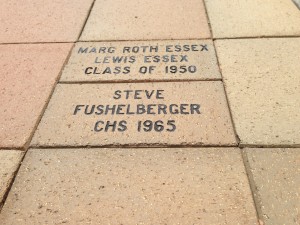 MARG ROTH ESSEX
LEWIS ESSEX
CLASS OF 1950
STEVE
FUSHELBERGER
CHS 1965